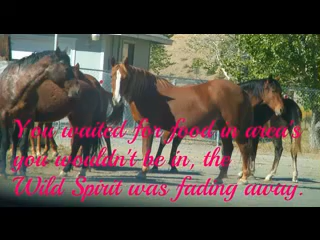 You waited for food in area's
you wouldn't be in, the
Wild Spirit was fading away.